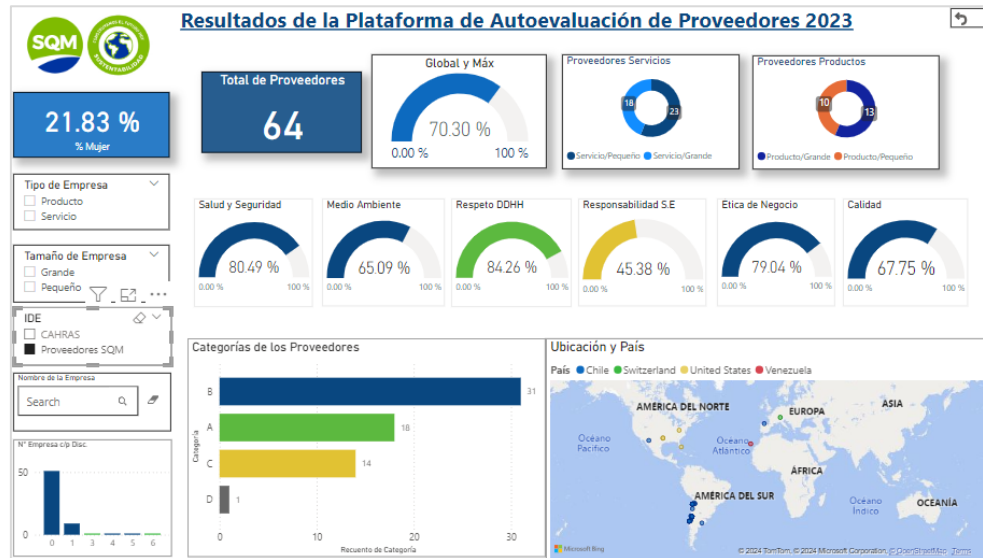 Resultados de la Plataforma de Autoevaluación de Proveedores 2023
SQM
SUSTENTABILIDAD
21.83 %
% Mujer
Total de Proveedores
64
Global y Máx
70.30 %
0.00 %
100 %
Proveedores Servicios
18
23
Servicio/Pequeño
Servicio/Grande
Proveedores Productos
10
13
Producto/Grande
Producto/Pequeño
Tipo de Empresa
Producto
Servicio
Tamaño de Empresa
Grande
Pequeño
IDE
CAHRAS
Proveedores SQM
Nombre de la Empresa
Search
Salud y Seguridad
80.49 %
0.00 %
100 %
Medio Ambiente
65.09 %
0.00 %
100 %
Respeto DDHH
84.26 %
0.00 %
100 %
Responsabilidad S.E
45.38 %
0.00 %
100 %
Etica de Negocio
79.04 %
0.00 %
100 %
Calidad
67.75 %
0.00 %
100 %
N° Empresa c/p Disc.
50
0
0
1
3
4
5
6
Categorías de los Proveedores
Categoría
B
31
A
18
C
14
D
1
0
10
20
30
Recuento de Categoría
Ubicación y País
País
Chile
Switzerland
United States
Venezuela
AMÉRICA DEL NORTE
EUROPA
ASIA
Océano
Pacífico
Océano
Atlántico
ÁFRICA
AMÉRICA DEL SUR
Océano
Índico
OCEANÍA
Microsoft Bing
© 2024 TomTom, © 2024 Microsoft Corporation, © OpenStreetMap Terms